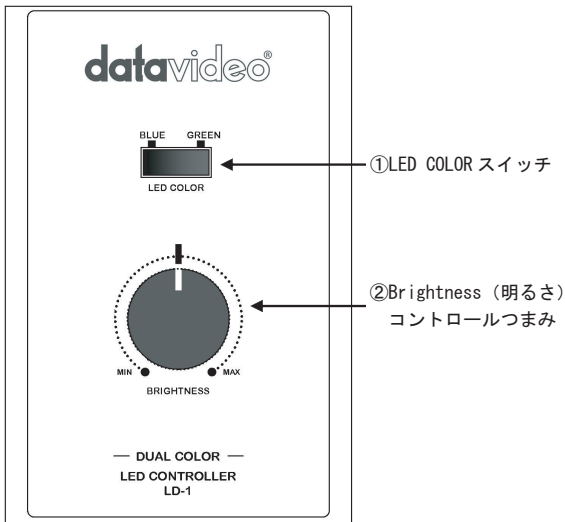 datavideo®
BLUE GREEN
LED COLOR
①LED COLOR スイッチ
②Brightness（明るさ）
コントロールつまみ
MIN MAX
BRIGHTNESS
DUAL COLOR
LED CONTROLLER
LD-1